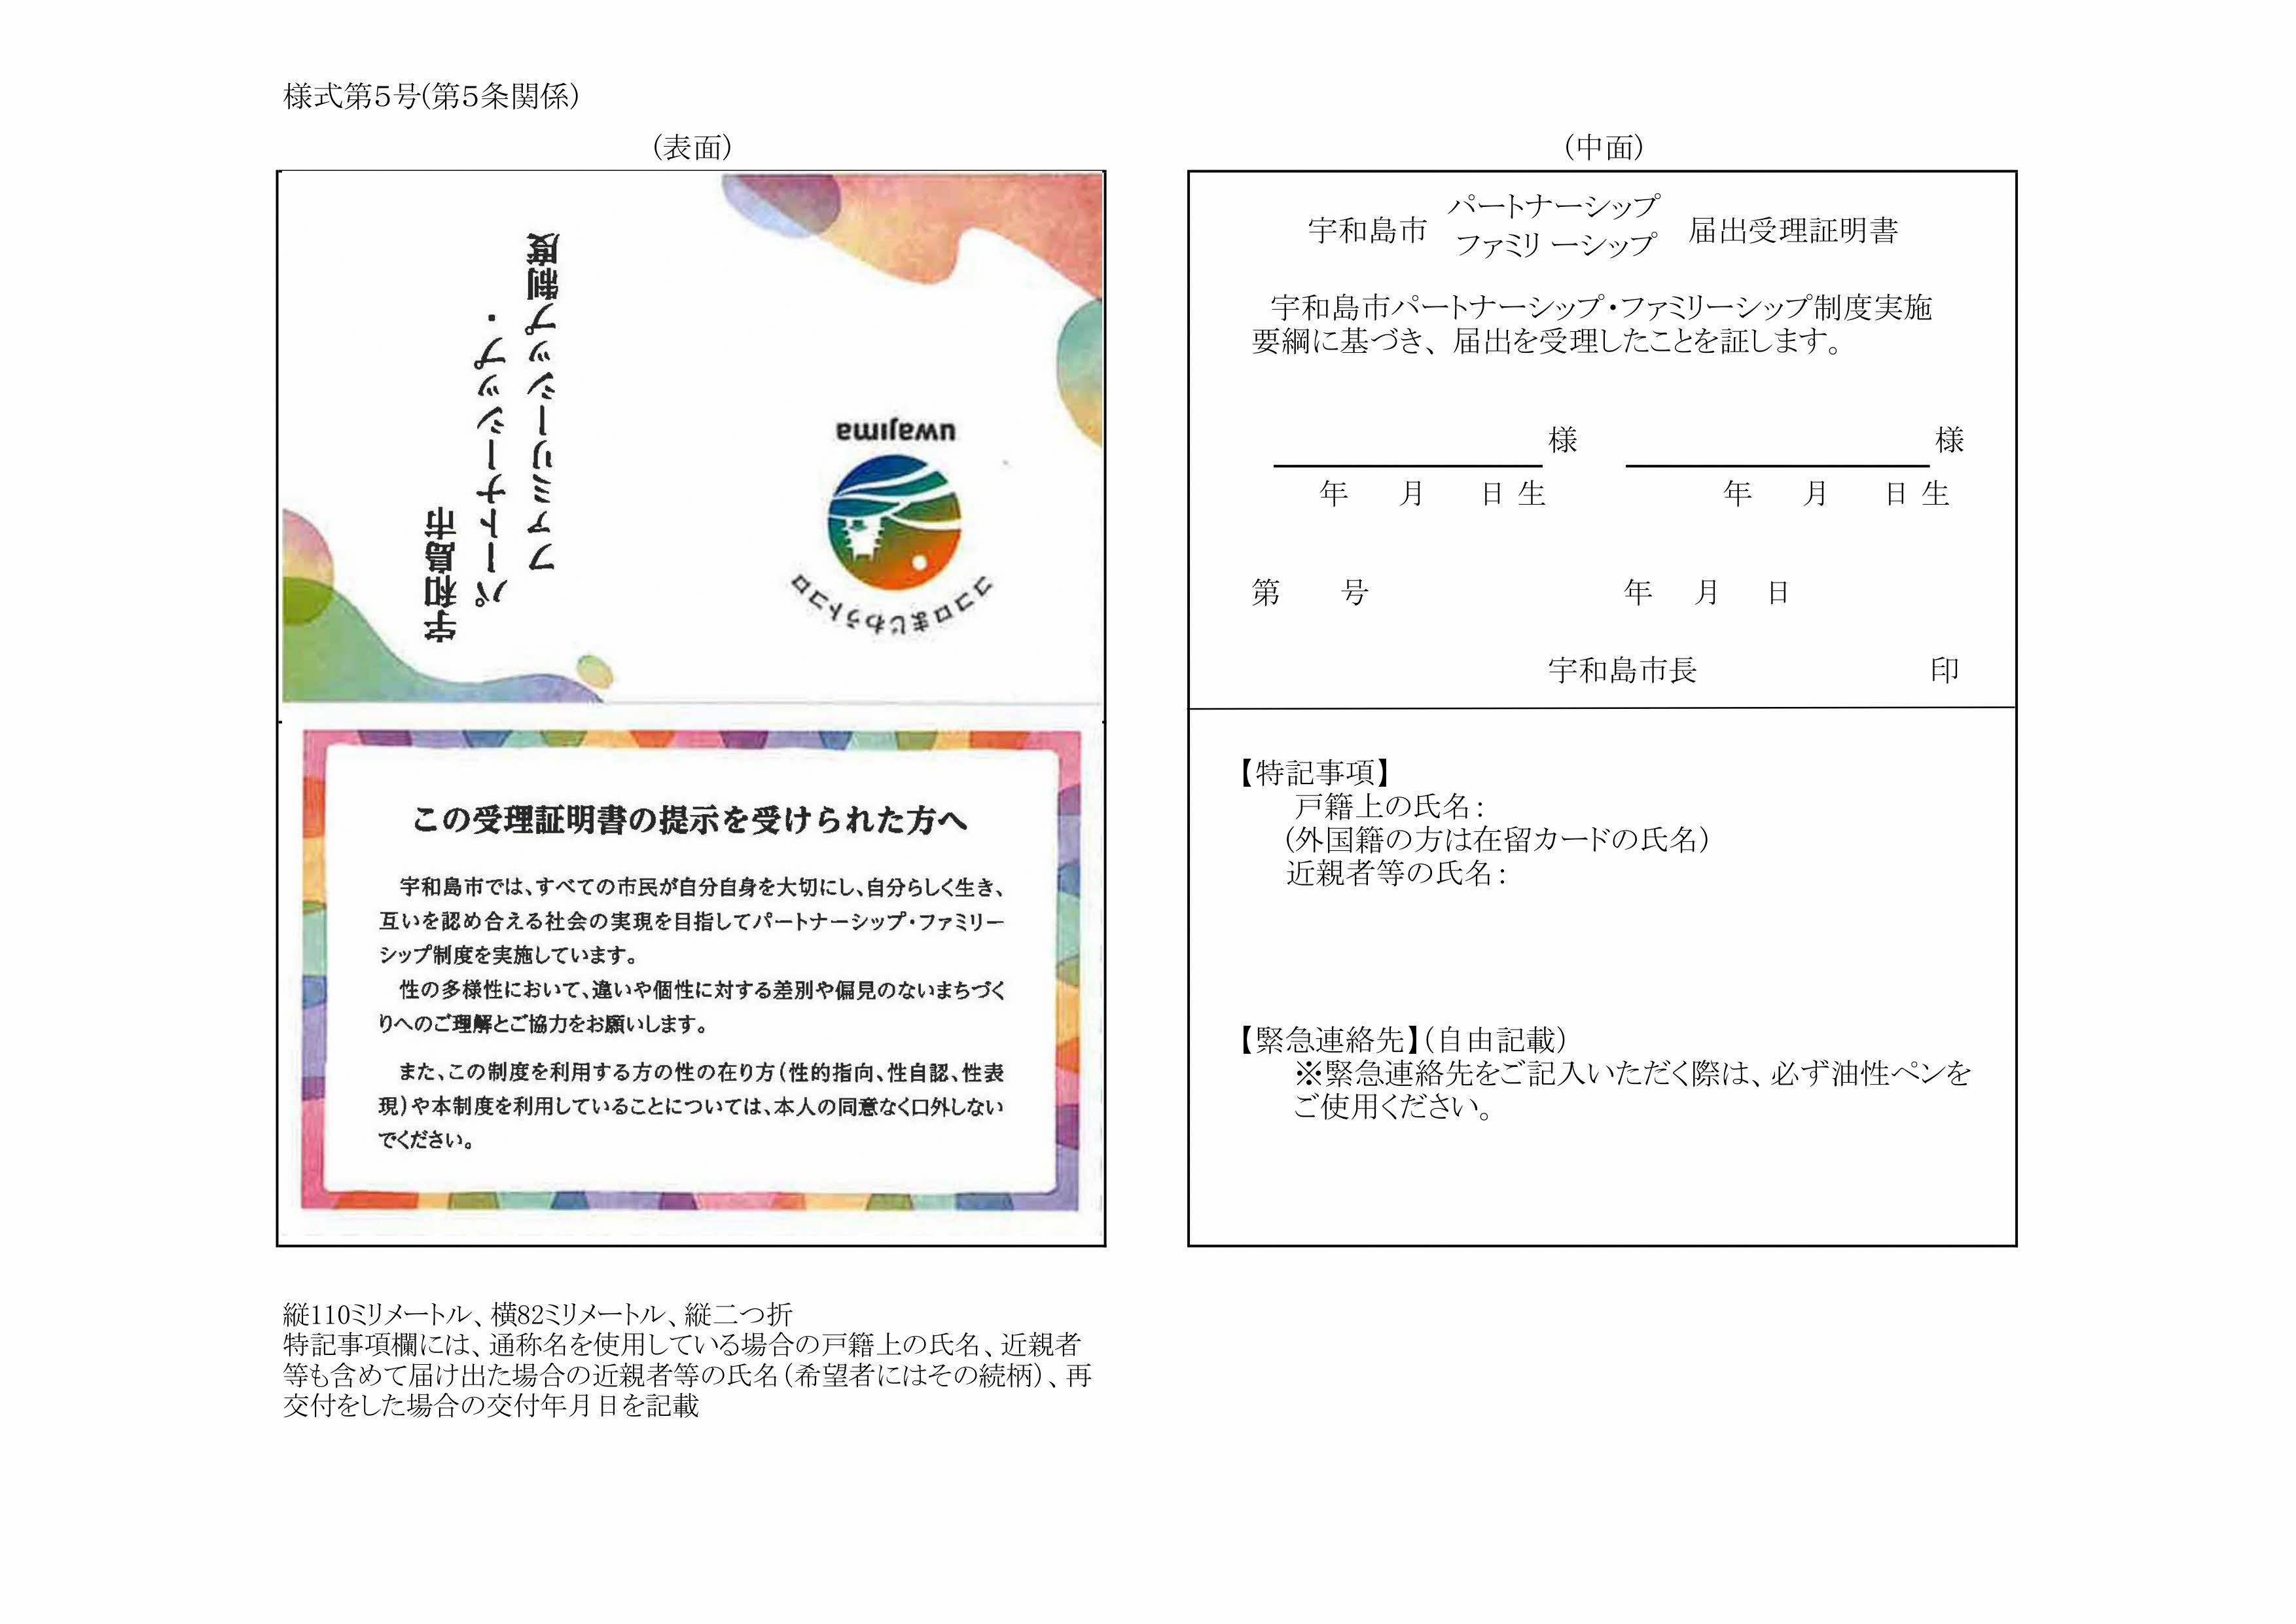 様式第5号(第5条関係)
(表面)
宇和島市
パートナーシップ・
ファミリーシップ制度
uwajima
ココロまじわうトコロ
この受理証明書の提示を受けられた方へ
宇和島市では、すべての市民が自分自身を大切にし、自分らしく生き、
互いを認め合える社会の実現を目指してパートナーシップ・ファミリー
シップ制度を実施しています。
性の多様性において、違いや個性に対する差別や偏見のないまちづく
りへのご理解とご協力をお願いします。
また、この制度を利用する方の性の在り方(性的指向、性自認、性表
現)や本制度を利用していることについては、本人の同意なく口外しない
でください。
縦110ミリメートル、横82ミリメートル、縦二つ折
特記事項欄には、通称名を使用している場合の戸籍上の氏名、近親者
等も含めて届け出た場合の近親者等の氏名(希望者にはその続柄)、再
交付をした場合の交付年月日を記載
(中面)
宇和島市 パートナーシップ 届出受理証明書
ファミリーシップ
宇和島市パートナーシップ・ファミリーシップ制度実施
要綱に基づき、届出を受理したことを証します。
様 様
年 月 日生 年 月 日生
第 号 年 月 日
宇和島市長 印
【特記事項】
戸籍上の氏名:
(外国籍の方は在留カードの氏名)
近親者等の氏名:
【緊急連絡先】(自由記載)
※緊急連絡先をご記入いただく際は、必ず油性ペンを
ご使用ください。